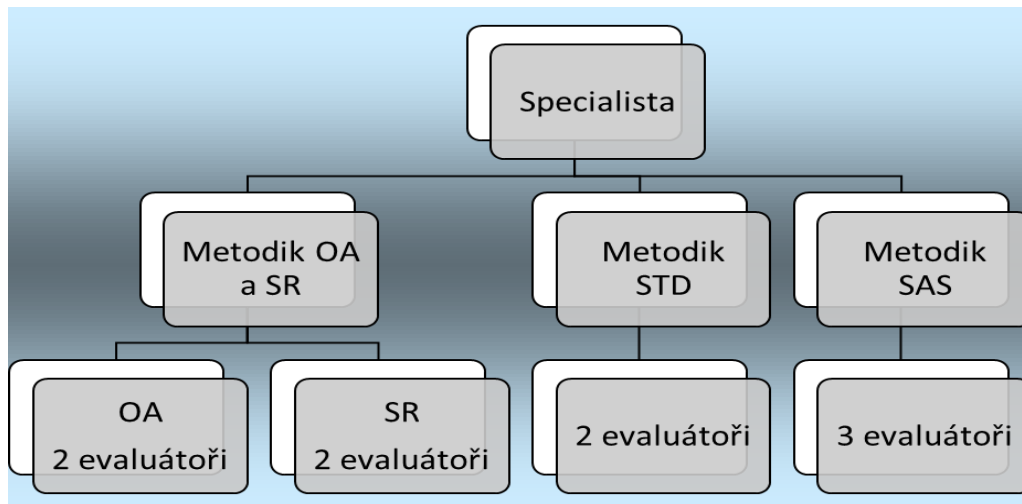 Specialista
Metodik OA
a SR
Metodik
STD
Metodik
SAS
OA
2 evaluátoři
SR
2 evaluátoři
2 evaluátoři
3 evaluátoři